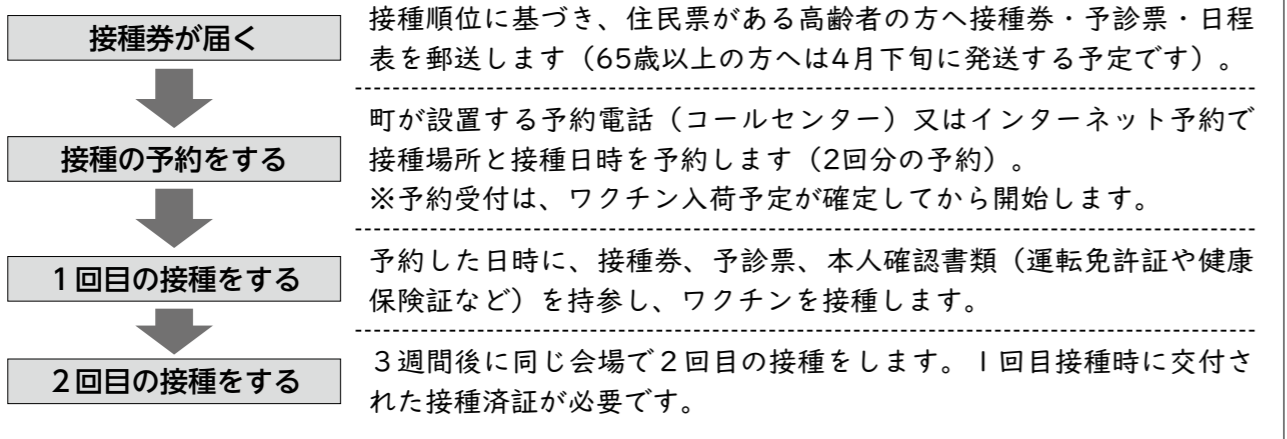 接種券が届く
接種順位に基づき、住民票がある高齢者の方へ接種券・予診票・日程
表を郵送します（65歳以上の方へは4月下旬に発送する予定です）。
接種の予約をする
町が設置する予約電話（コールセンター）又はインターネット予約で
接種場所と接種日時を予約します（2回分の予約）。
※予約受付は、ワクチン入荷予定が確定してから開始します。
1回目の接種をする
予約した日時に、接種券、予診票、本人確認書類（運転免許証や健康
保険証など）を持参し、ワクチンを接種します。
2回目の接種をする
３週間後に同じ会場で２回目の接種をします。１回目接種時に交付さ
れた接種済証が必要です。